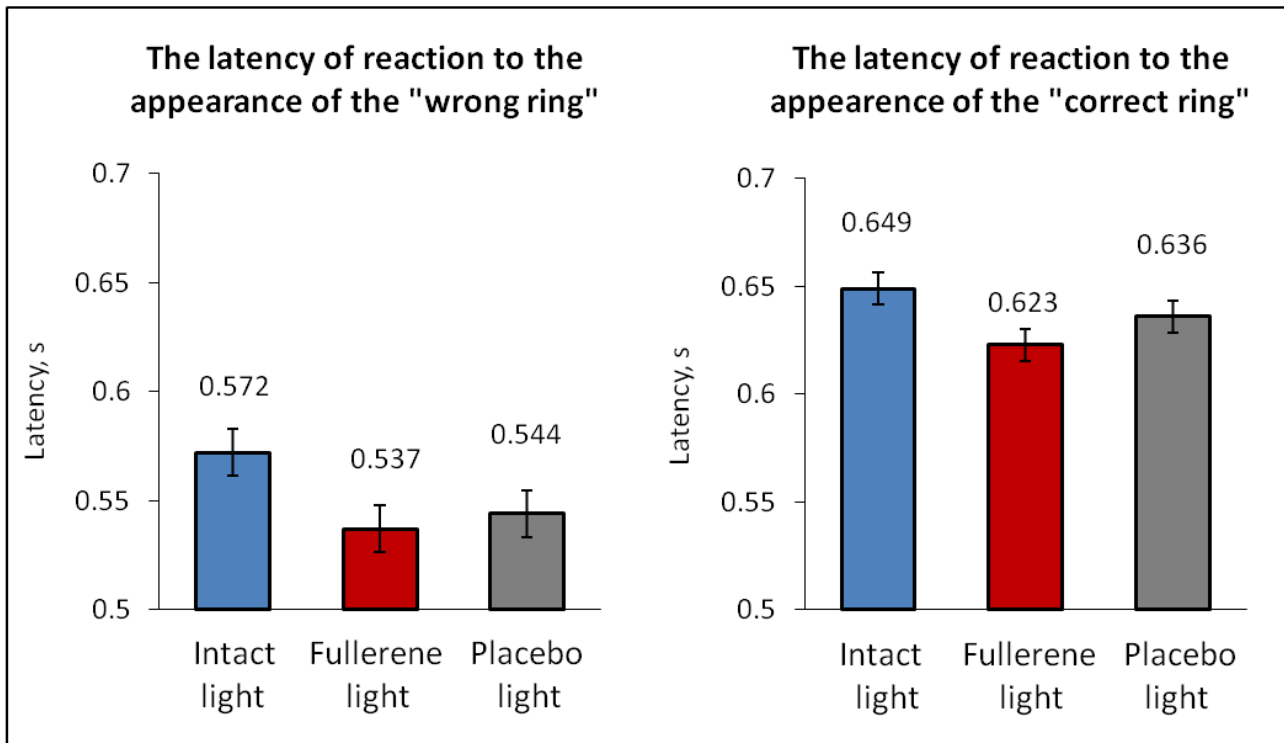 The latency of reaction to the
appearance of the "wrong ring"
0.7
0.65
0.6
0.55
0.5
Latency, s
0.572
0.537
0.544
Intact
light
Fullerene
light
Placebo
light
The latency of reaction to the
appearence of the "correct ring"
0.7
0.65
0.6
0.55
0.5
Latency, s
0.649
0.623
0.636
Intact
light
Fullerene
light
Placebo
light